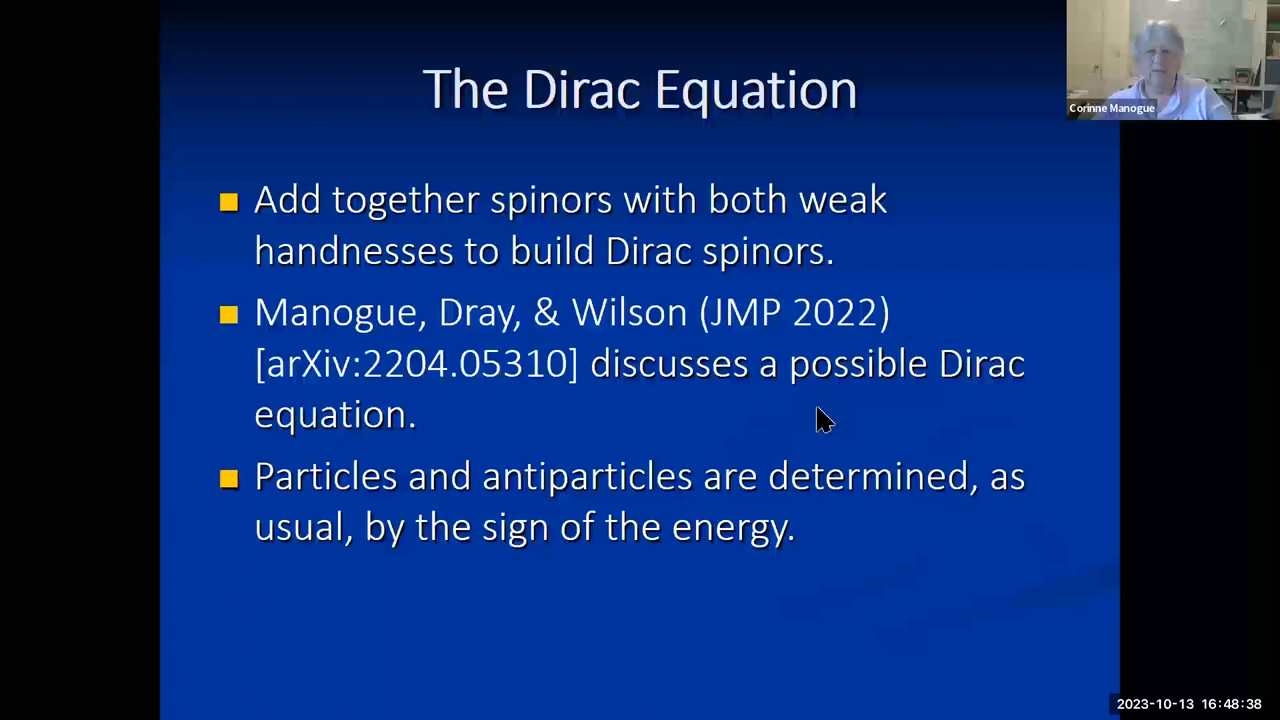 The Dirac Equation
Corinne Manogue
Add together spinors with both weak
handnesses to build Dirac spinors.
Manogue, Dray, & Wilson (JMP 2022)
[arXiv:2204.05310] discusses a possible Dirac
equation.
Particles and antiparticles are determined, as
usual, by the sign of the energy.
2023-10-13 16:48:38